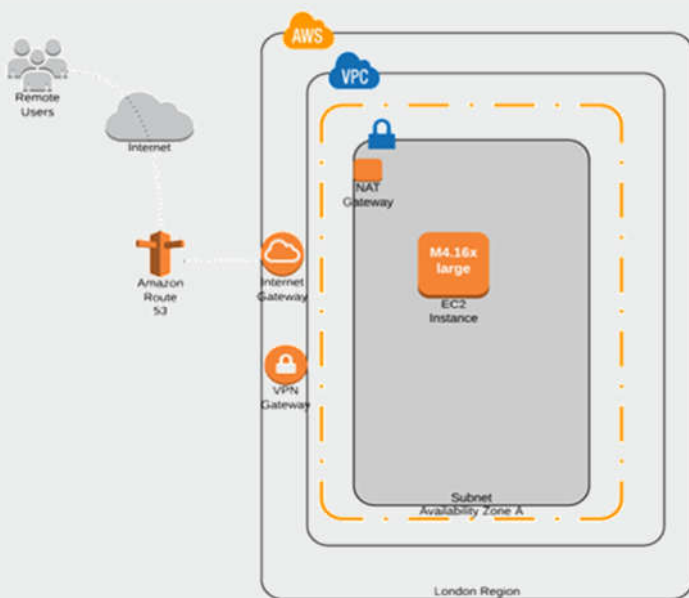 AWS
VPC
Remote
Users
Internet
NAT
Gateway
M4.16x
large
EC2
Instance
Amazon
Route
53
Internet
Gateway
VPN
Gateway
Subnet
Availability Zone A
London Region